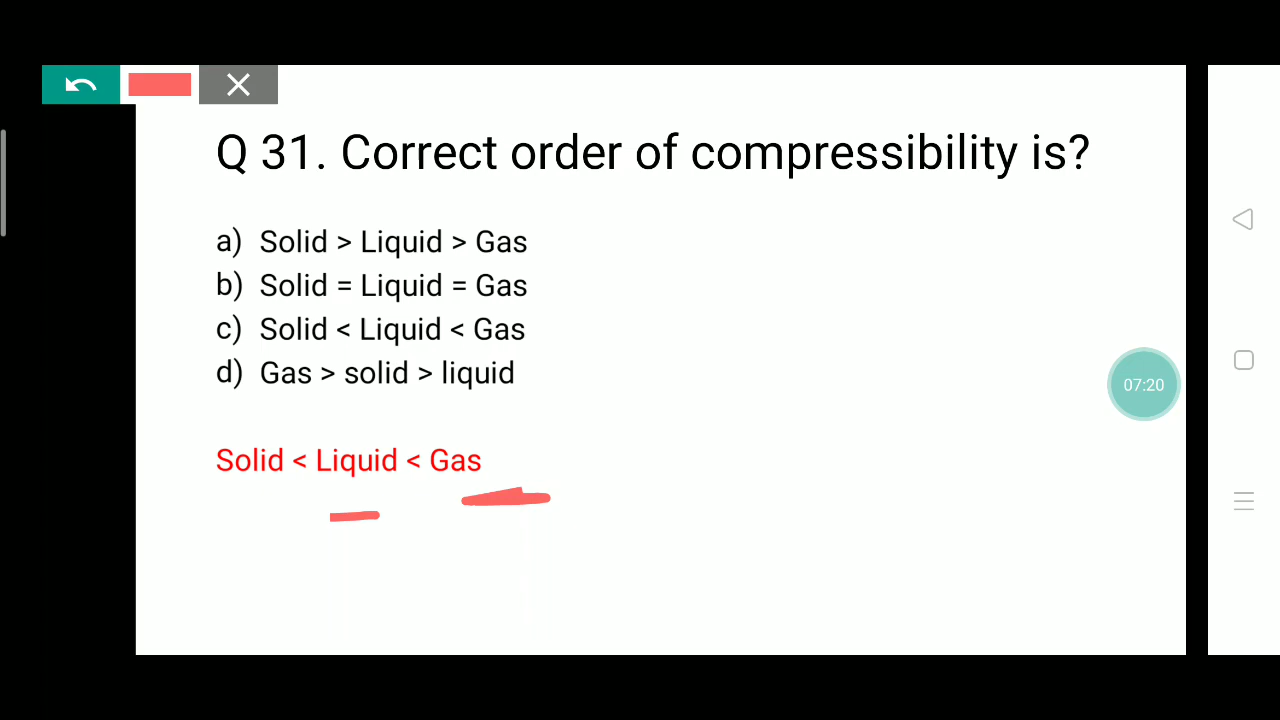 Q 31. Correct order of compressibility is?
a) Solid > Liquid > Gas
b) Solid = Liquid = Gas
c) Solid < Liquid < Gas
d) Gas > solid > liquid
07:20
Solid < Liquid < Gas